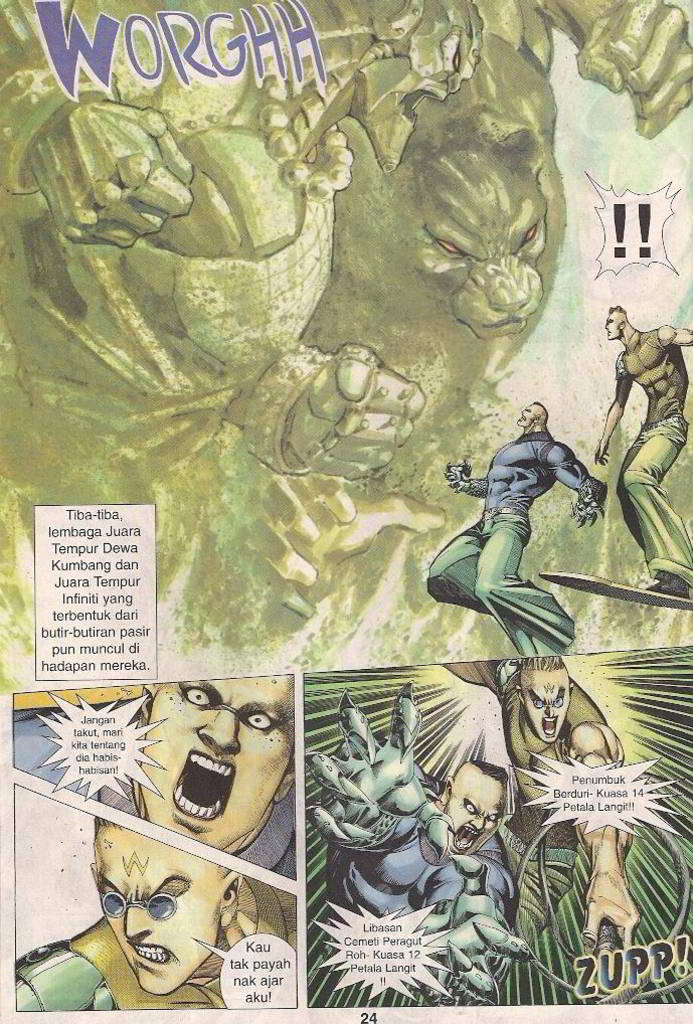 WORGHH
!!
Tiba-tiba,
lembaga Juara
Tempur Dewa
Kumbang dan
Juara Tempur
Infiniti yang
terbentuk dari
butir-butiran pasir
pun muncul di
hadapan mereka.
Jangan
takut, mari
kita tentang
dia habis-
habisan!
W
Kau
tak payah
nak ajar
aku!
W
Penumbuk
Berduri- Kuasa 14
Petala Langit!!
Libasan
Cemeti Peragut
Roh- Kuasa 12
Petala Langit
!!
ZUPP!
24